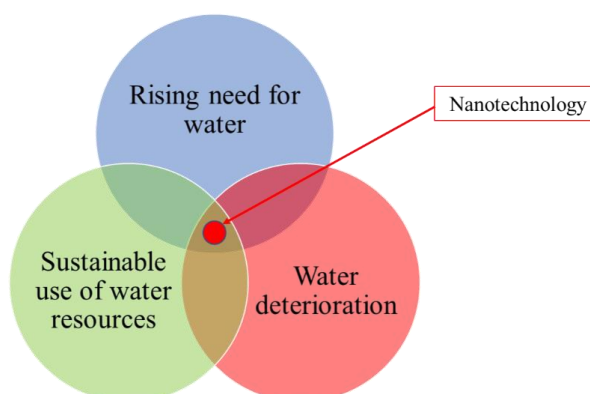 Rising need for
water
Nanotechnology
Sustainable
use of water
resources
Water
deterioration